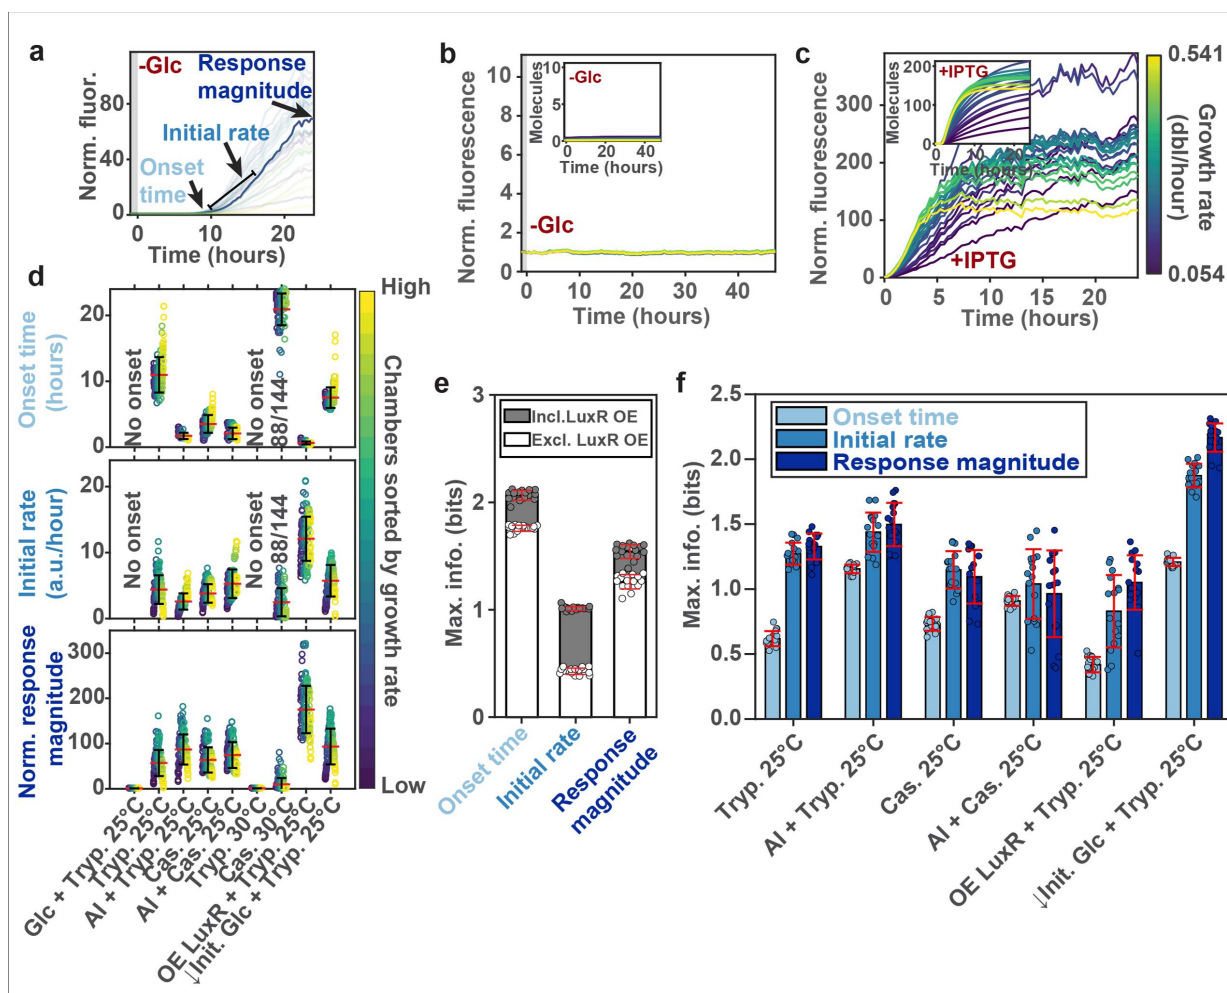 a
-Glc
Response
magnitude
Initial rate
Onset
time
Norm. fluor.
80
40
0
0
10
20
Time (hours)
b
-Glc
Molecules
10
5
0
0
20
40
Time (hours)
-Glc
Norm. fluorescence
10
8
6
4
2
0
0
10
20
30
40
Time (hours)
c
+IPTG
Molecules
200
100
0
0
10
20
Time (hours)
+IPTG
Norm. fluorescence
300
200
100
0
0
5
10
15
20
Time (hours)
0.541
Growth rate
(dbl/hour)
0.054
d
Onset time
(hours)
20
10
0
No onset
No onset
88/144
Initial rate
(a.u./hour)
20
10
0
No onset
No onset
88/144
Norm. response
magnitude
300
200
100
0
Glc + Tryp. 25°C
Tryp. 25°C
AI + Tryp. 25°C
Cas. 25°C
AI + Cas. 25°C
Tryp. 30°C
Cas. 30°C
OE LuxR + Tryp. 25°C
↓Init. Glc + Tryp. 25°C
High
Chambers sorted by growth rate
Low
e
Incl.LuxR OE
Excl. LuxR OE
Max. info. (bits)
3
2
1
0
Onset time
Initial rate
Response
magnitude
f
Onset time
Initial rate
Response magnitude
Max. info. (bits)
2.5
2.0
1.5
1.0
0.5
0.0
Tryp. 25°C
AI + Tryp. 25°C
Cas. 25°C
AI + Cas. 25°C
OE LuxR + Tryp. 25°C
↓Init. Glc + Tryp. 25°C